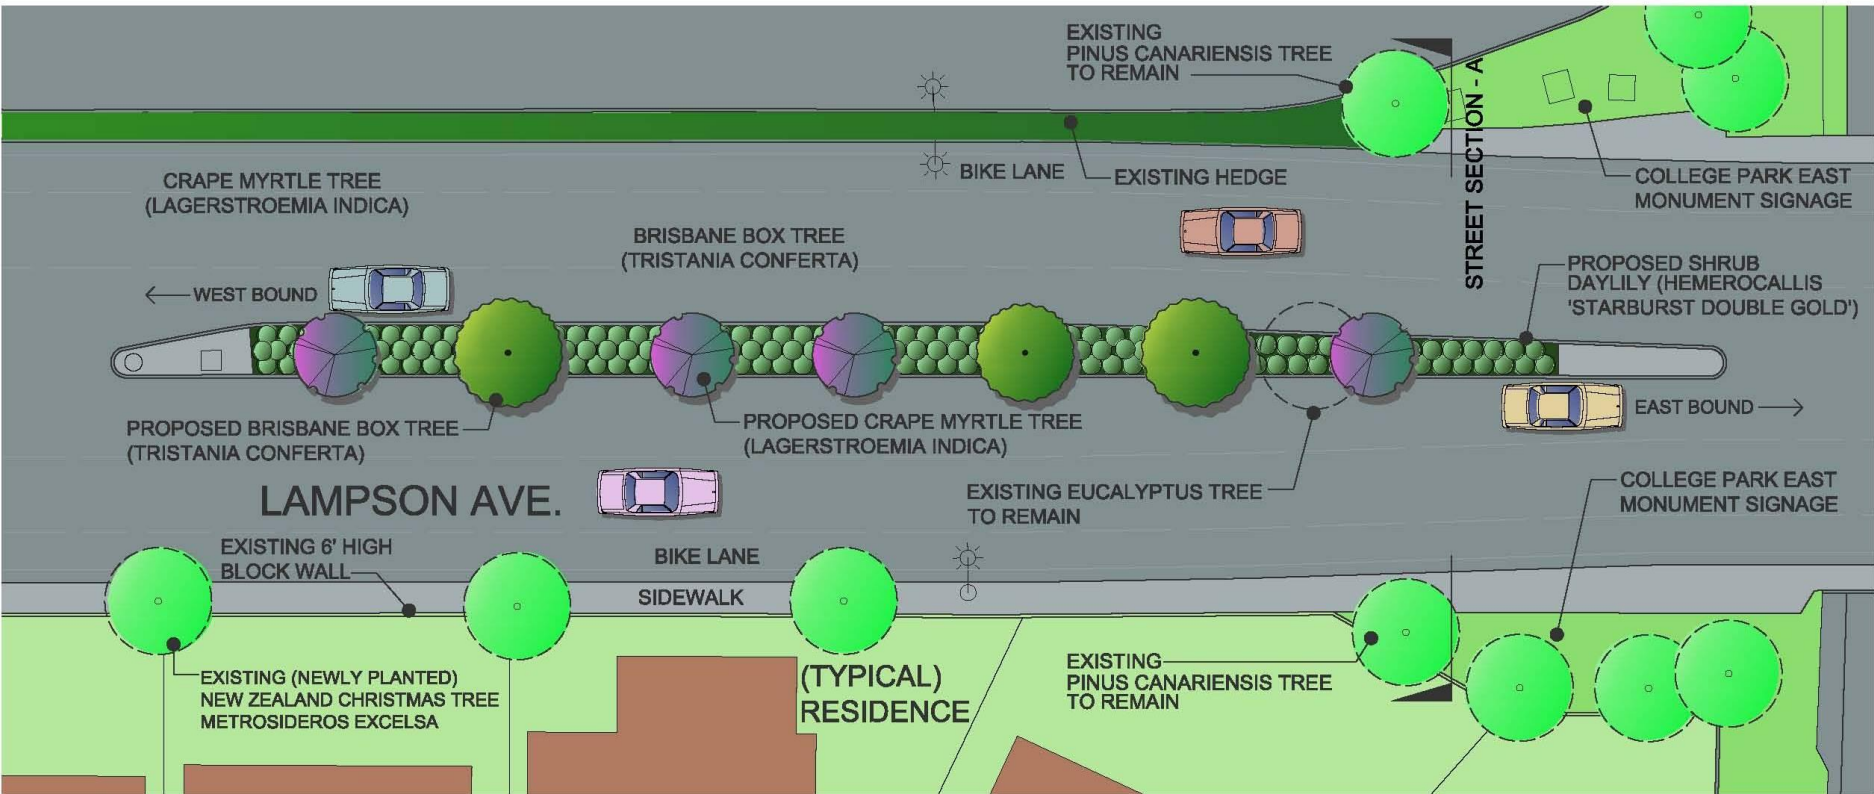 EXISTING
PINUS CANARIENSIS TREE
TO REMAIN
STREET SECTION - A
BIKE LANE
EXISTING HEDGE
COLLEGE PARK EAST
MONUMENT SIGNAGE
CRAPE MYRTLE TREE
(LAGERSTROEMIA INDICA)
BRISBANE BOX TREE
(TRISTANIA CONFERTA)
PROPOSED SHRUB
DAYLILY (HEMEROCALLIS
'STARBURST DOUBLE GOLD')
WEST BOUND
EAST BOUND
PROPOSED BRISBANE BOX TREE
(TRISTANIA CONFERTA)
PROPOSED CRAPE MYRTLE TREE
(LAGERSTROEMIA INDICA)
LAMPSON AVE.
EXISTING EUCALYPTUS TREE
TO REMAIN
COLLEGE PARK EAST
MONUMENT SIGNAGE
EXISTING 6' HIGH
BLOCK WALL
BIKE LANE
SIDEWALK
EXISTING (NEWLY PLANTED)
NEW ZEALAND CHRISTMAS TREE
METROSIDEROS EXCELSA
(TYPICAL)
RESIDENCE
EXISTING
PINUS CANARIENSIS TREE
TO REMAIN